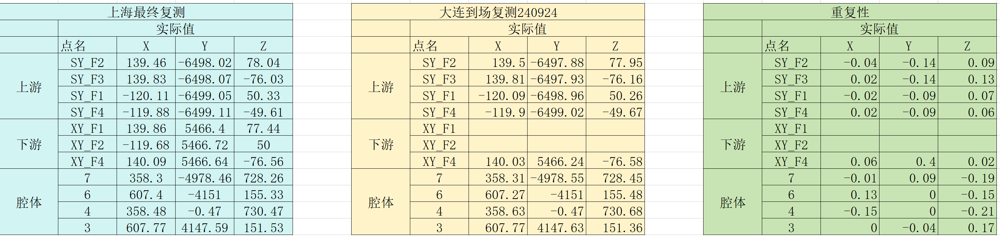 上海最终复测 大连到场复测240924 重复性
实际值 实际值 实际值
点名 X Y Z 点名 X Y Z 点名 X Y Z
上游 SY_F2 139.46 -6498.02 78.04 上游 SY_F2 139.5 -6497.88 77.95 上游 SY_F2 -0.04 -0.14 0.09
SY_F3 139.83 -6498.07 -76.03 SY_F3 139.81 -6497.93 -76.16 SY_F3 0.02 -0.14 0.13
SY_F1 -120.11 -6499.05 50.33 SY_F1 -120.09 -6498.96 50.26 SY_F1 -0.02 -0.09 0.07
SY_F4 -119.88 -6499.11 -49.61 SY_F4 -119.9 -6499.02 -49.67 SY_F4 0.02 -0.09 0.06
下游 XY_F1 139.86 5466.4 77.44 下游 XY_F1 下游 XY_F1
XY_F2 -119.68 5466.72 50 XY_F2 XY_F2
XY_F4 140.09 5466.64 -76.56 XY_F4 140.03 5466.24 -76.58 XY_F4 0.06 0.4 0.02
腔体 7 358.3 -4978.46 728.26 腔体 7 358.31 -4978.55 728.45 腔体 7 -0.01 0.09 -0.19
6 607.4 -4151 155.33 6 607.27 -4151 155.48 6 0.13 0 -0.15
4 358.48 -0.47 730.47 4 358.63 -0.47 730.68 4 -0.15 0 -0.21
3 607.77 4147.59 151.53 3 607.77 4147.63 151.36 3 0 -0.04 0.17